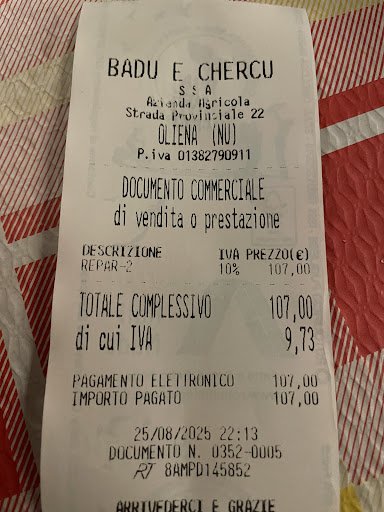 BADU E CHERCU
S S A
Azienda Agricola
Strada Provinciale 22
OLIENA (NU)
P.iva 01382790911
DOCUMENTO COMMERCIALE
di vendita o prestazione
DESCRIZIONE IVA PREZZO(€)
REPAR-2 10% 107,00
TOTALE COMPLESSIVO 107,00
di cui IVA 9,73
PAGAMENTO ELETTRONICO 107,00
IMPORTO PAGATO 107,00
25/08/2025 22:13
DOCUMENTO N. 0352-0005
RT 8AMPD145852
ARRIVEDERCI E GRAZIE